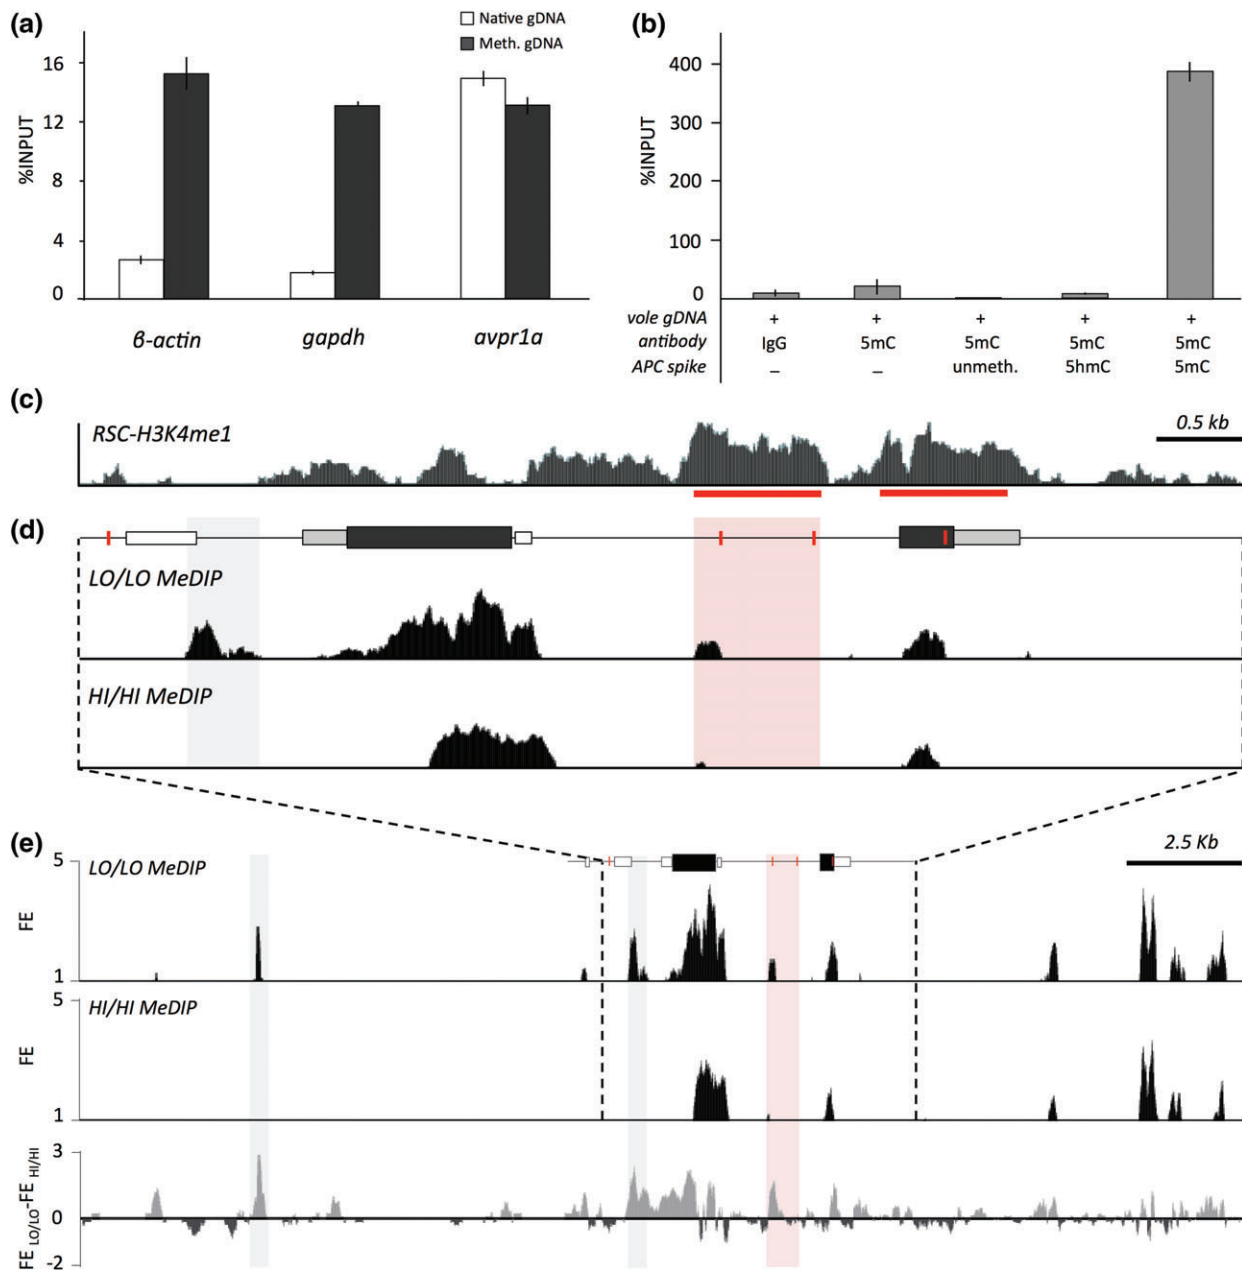 (a)
Native gDNA
Meth. gDNA
%INPUT
16
12
8
4
0
β-actin gapdh avpr1a
(b)
%INPUT
400
300
200
100
0
vole gDNA + + + + +
antibody IgG 5mC 5mC 5mC 5mC
APC spike – – unmeth. 5hmC 5mC
(c)
RSC-H3K4me1
0.5 kb
(d)
LO/LO MeDIP
HI/HI MeDIP
(e)
2.5 Kb
5
LO/LO MeDIP
FE
1
5
HI/HI MeDIP
FE
1
3
0
-2
FE LO/LO-FE HI/HI